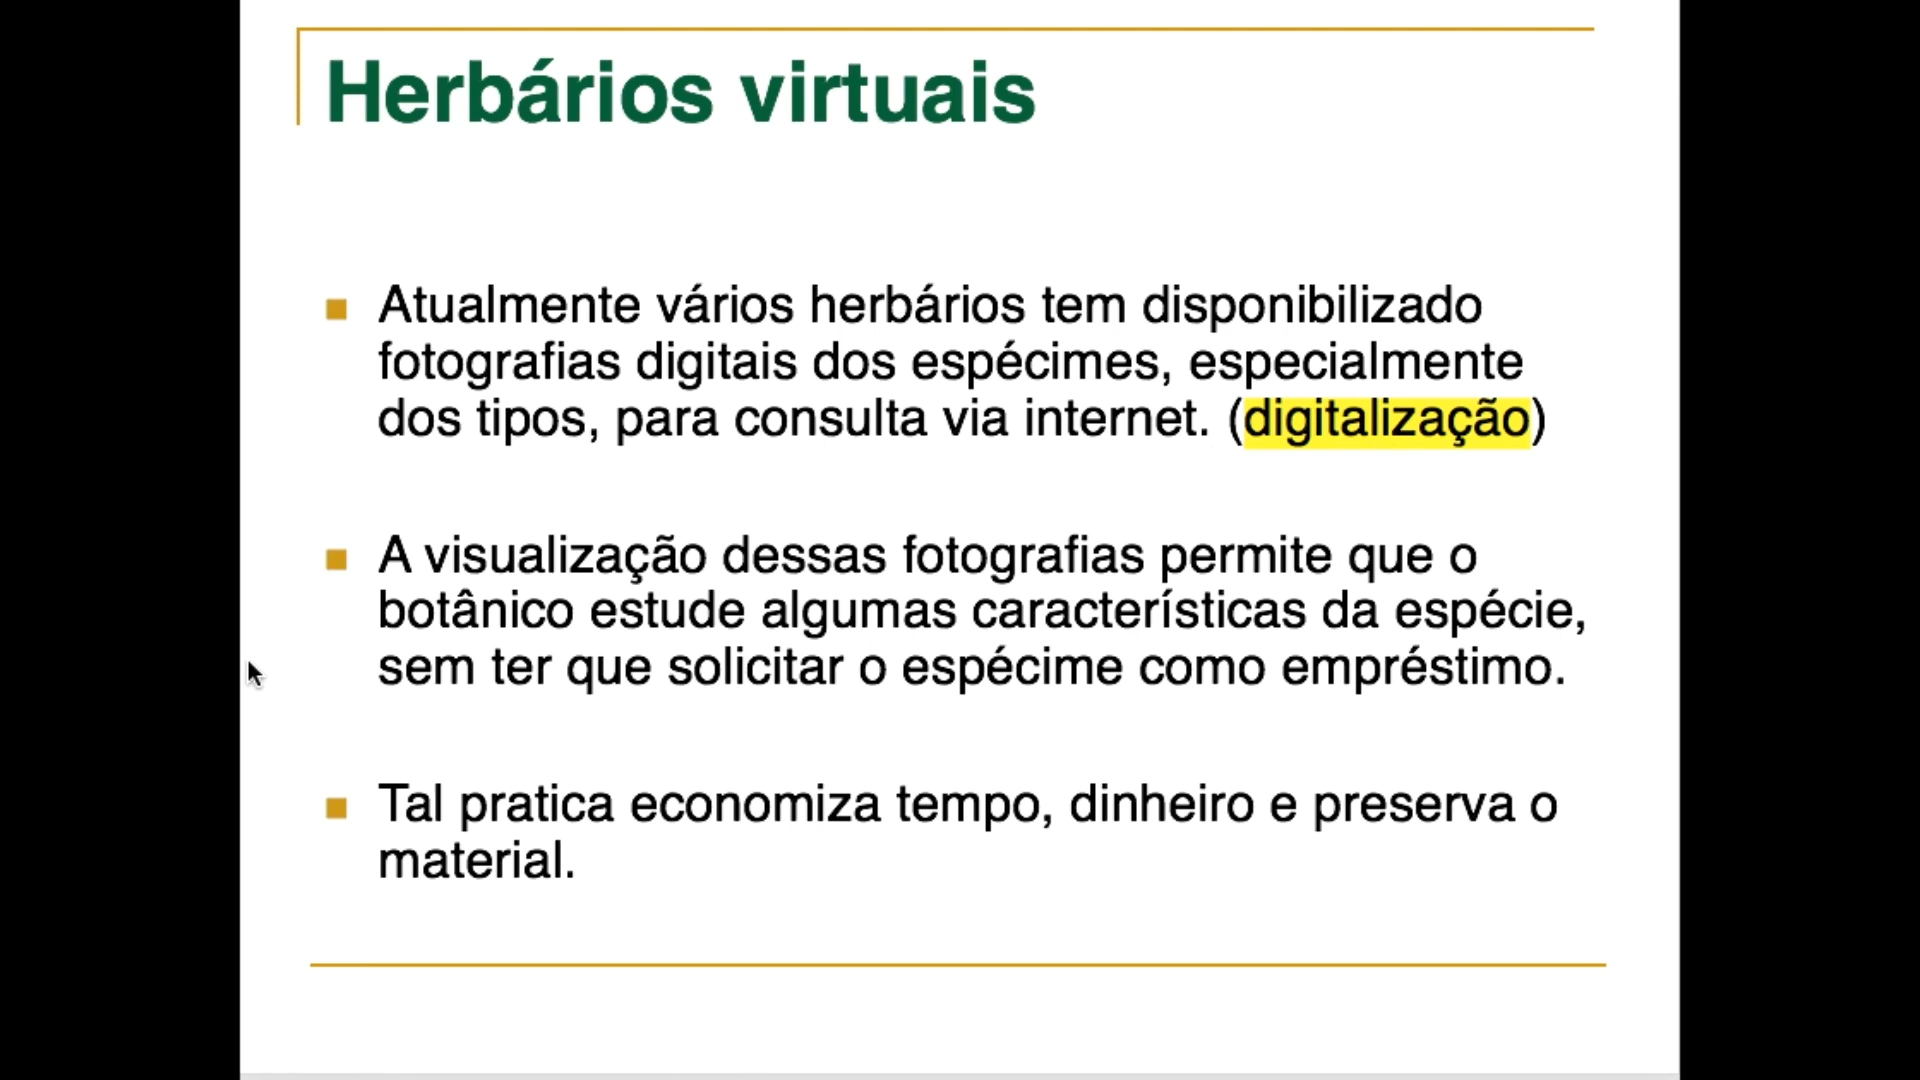 Herbários virtuais
Atualmente vários herbários tem disponibilizado
fotografias digitais dos espécimes, especialmente
dos tipos, para consulta via internet. (digitalização)
A visualização dessas fotografias permite que o
botânico estude algumas características da espécie,
sem ter que solicitar o espécime como empréstimo.
Tal pratica economiza tempo, dinheiro e preserva o
material.